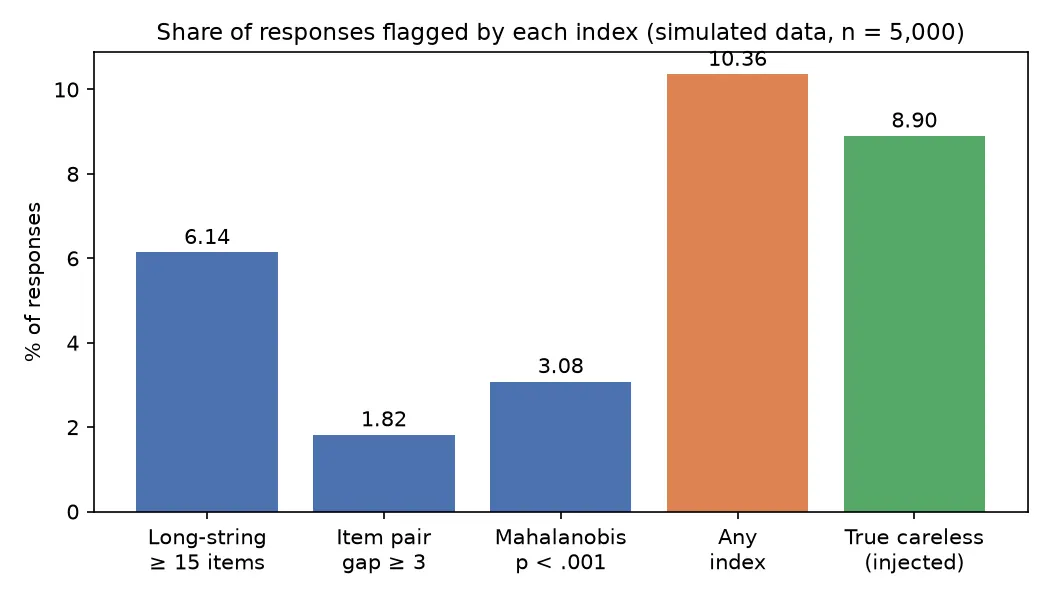 Share of responses flagged by each index (simulated data, n = 5,000)
% of responses
10
8
6
4
2
0
6.14
1.82
3.08
10.36
8.90
Long-string
≥ 15 items
Item pair
gap ≥ 3
Mahalanobis
p < .001
Any
index
True careless
(injected)